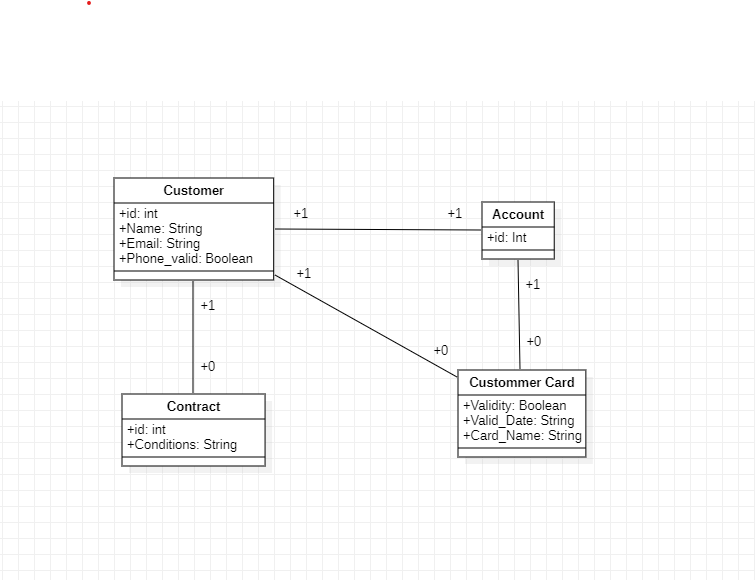 Customer
+id: int
+Name: String
+Email: String
+Phone_valid: Boolean
+1
+1
Account
+id: Int
+1
+1
+1
+0
+0
+0
Custommer Card
+Validity: Boolean
+Valid_Date: String
+Card_Name: String
Contract
+id: int
+Conditions: String